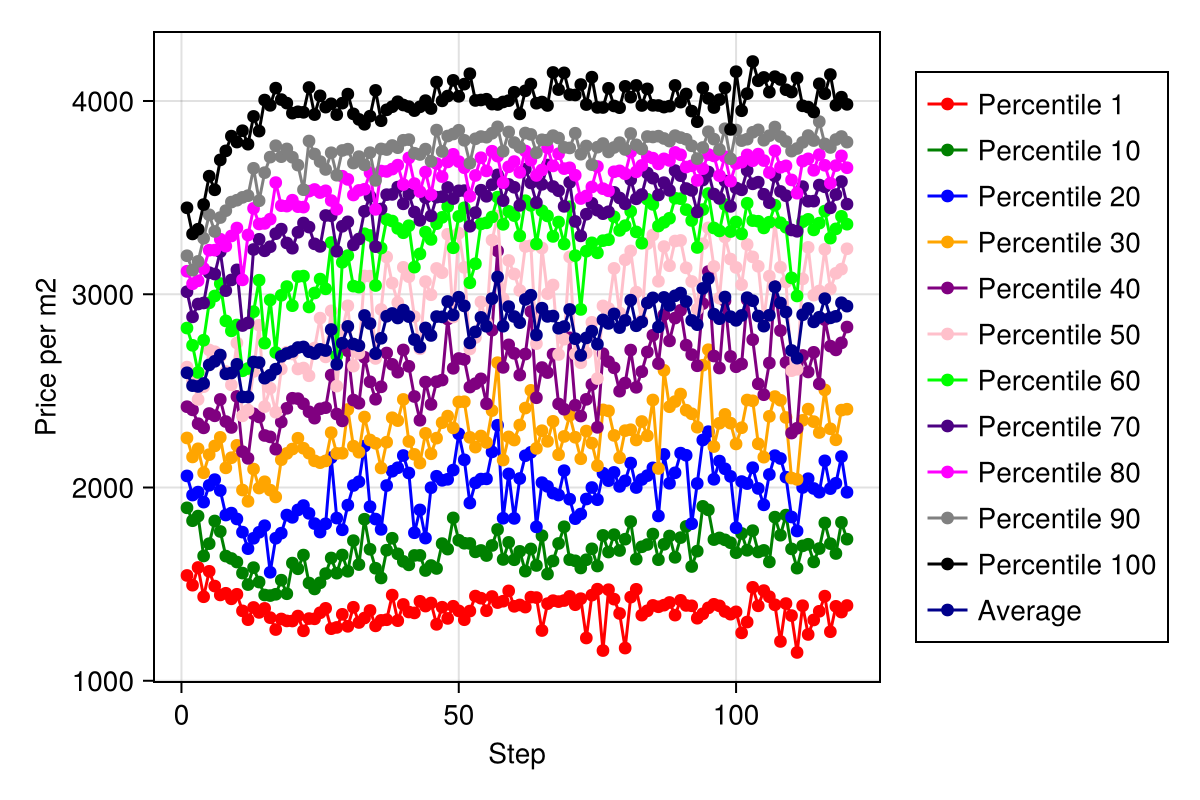 Price per m2
4000
3000
2000
1000
0
50
100
Step
Percentile 1
Percentile 10
Percentile 20
Percentile 30
Percentile 40
Percentile 50
Percentile 60
Percentile 70
Percentile 80
Percentile 90
Percentile 100
Average